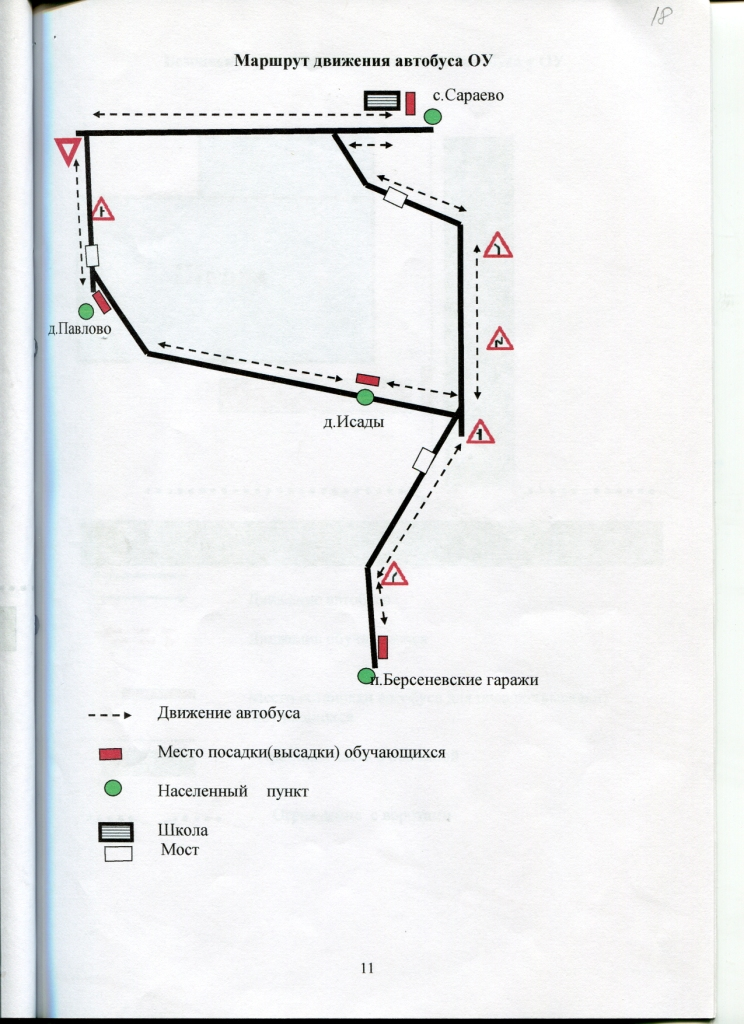 18
Маршрут движения автобуса ОУ
с.Сараево
д.Павлово
д.Исады
п.Берсеневские гаражи
Движение автобуса
Место посадки(высадки) обучающихся
Населенный пункт
Школа
Мост
11